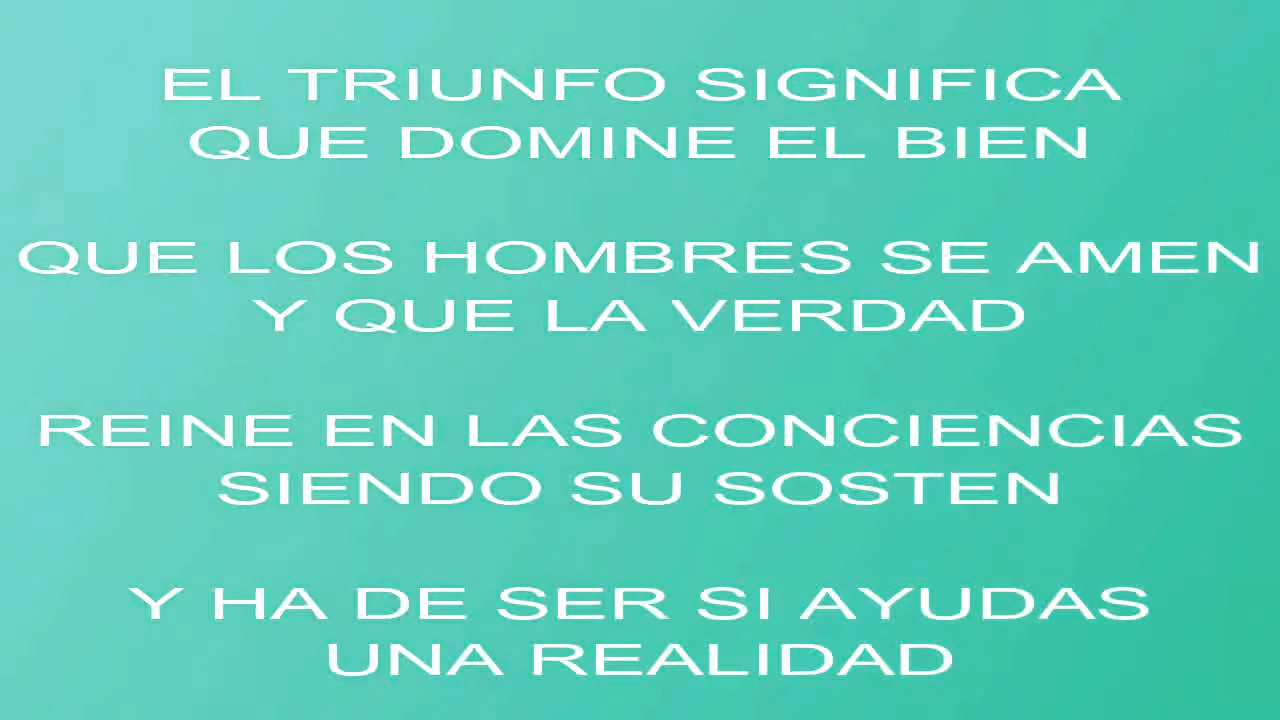 EL TRIUNFO SIGNIFICA
QUE DOMINE EL BIEN
QUE LOS HOMBRES SE AMEN
Y QUE LA VERDAD
REINE EN LAS CONCIENCIAS
SIENDO SU SOSTEN
Y HA DE SER SI AYUDAS
UNA REALIDAD